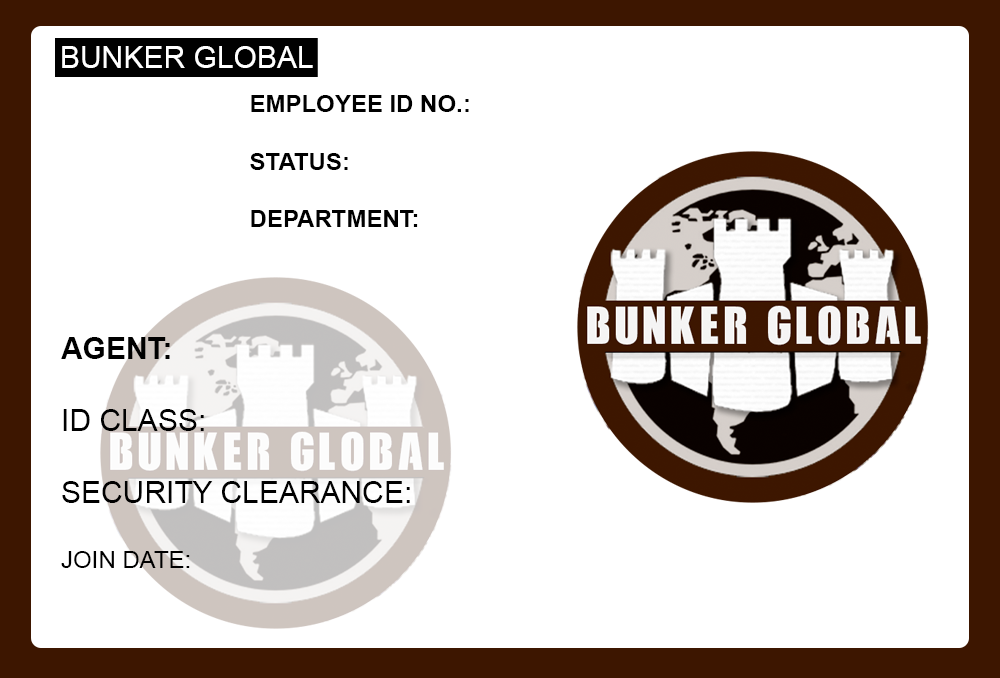 BUNKER GLOBAL
EMPLOYEE ID NO.:
STATUS:
DEPARTMENT:
BUNKER GLOBAL
AGENT:
ID CLASS:
BUNKER GLOBAL
SECURITY CLEARANCE:
JOIN DATE: